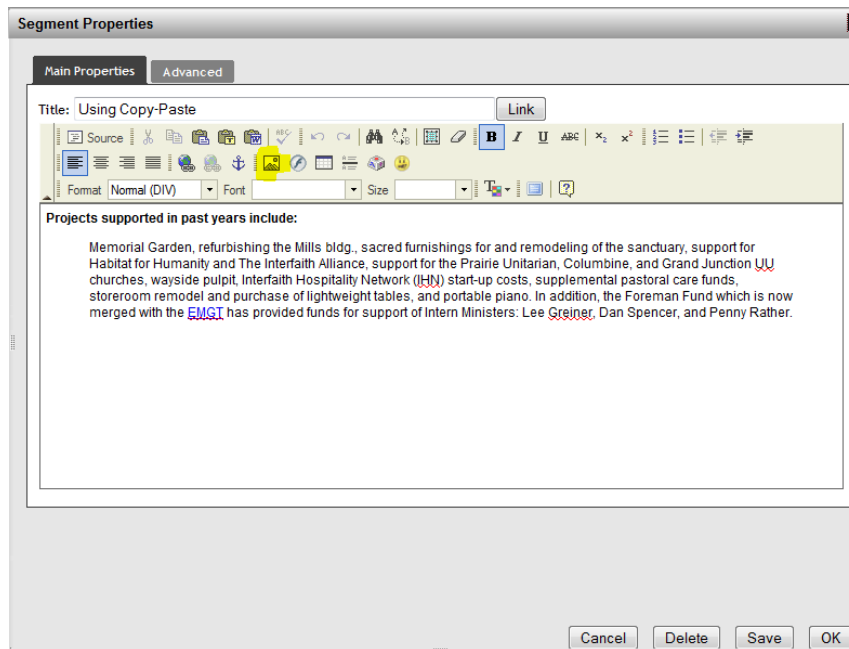 Segment Properties
Main Properties Advanced
Title: Using Copy-Paste Link
Source ABC B I U ABC x₂ x²
Format Normal (DIV) Font Size
Projects supported in past years include:
Memorial Garden, refurbishing the Mills bldg., sacred furnishings for and remodeling of the sanctuary, support for
Habitat for Humanity and The Interfaith Alliance, support for the Prairie Unitarian, Columbine, and Grand Junction UU
churches, wayside pulpit, Interfaith Hospitality Network (IHN) start-up costs, supplemental pastoral care funds,
storeroom remodel and purchase of lightweight tables, and portable piano. In addition, the Foreman Fund which is now
merged with the EMGT has provided funds for support of Intern Ministers: Lee Greiner, Dan Spencer, and Penny Rather.
Cancel Delete Save OK